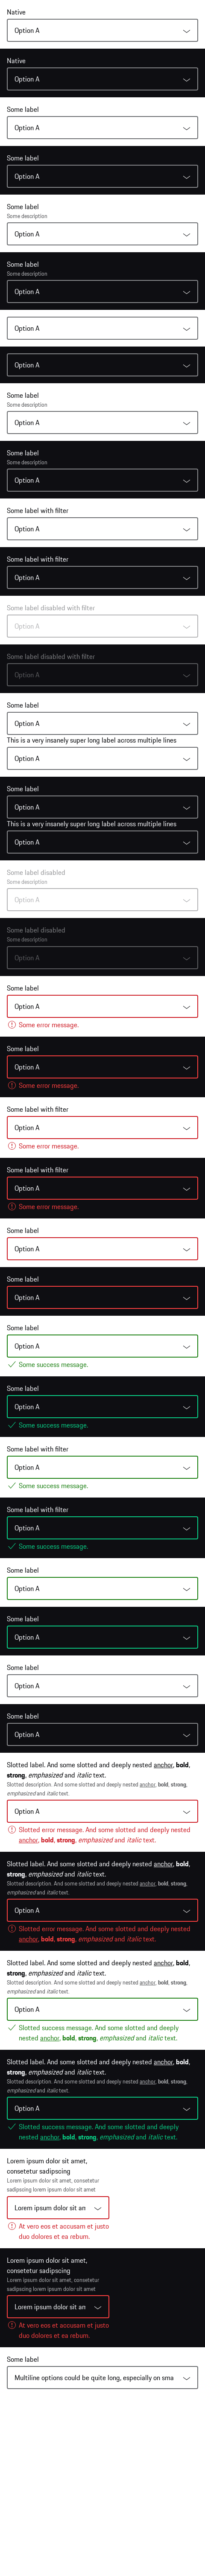 Native
Option A
Native
Option A
Some label
Option A
Some label
Option A
Some label
Some description
Option A
Some label
Some description
Option A
Option A
Option A
Some label
Some description
Option A
Some label
Some description
Option A
Some label with filter
Option A
Some label with filter
Option A
Some label disabled with filter
Option A
Some label disabled with filter
Option A
Some label
Option A
This is a very insanely super long label across multiple lines
Option A
Some label
Option A
This is a very insanely super long label across multiple lines
Option A
Some label disabled
Some description
Option A
Some label disabled
Some description
Option A
Some label
Option A
Some error message.
Some label
Option A
Some error message.
Some label with filter
Option A
Some error message.
Some label with filter
Option A
Some error message.
Some label
Option A
Some label
Option A
Some label
Option A
Some success message.
Some label
Option A
Some success message.
Some label with filter
Option A
Some success message.
Some label with filter
Option A
Some success message.
Some label
Option A
Some label
Option A
Some label
Option A
Some label
Option A
Slotted label. And some slotted and deeply nested anchor, bold,
strong, emphasized and italic text.
Slotted description. And some slotted and deeply nested anchor, bold, strong,
emphasized and italic text.
Option A
Slotted error message. And some slotted and deeply nested
anchor, bold, strong, emphasized and italic text.
Slotted label. And some slotted and deeply nested anchor, bold,
strong, emphasized and italic text.
Slotted description. And some slotted and deeply nested anchor, bold, strong,
emphasized and italic text.
Option A
Slotted error message. And some slotted and deeply nested
anchor, bold, strong, emphasized and italic text.
Slotted label. And some slotted and deeply nested anchor, bold,
strong, emphasized and italic text.
Slotted description. And some slotted and deeply nested anchor, bold, strong,
emphasized and italic text.
Option A
Slotted success message. And some slotted and deeply
nested anchor, bold, strong, emphasized and italic text.
Slotted label. And some slotted and deeply nested anchor, bold,
strong, emphasized and italic text.
Slotted description. And some slotted and deeply nested anchor, bold, strong,
emphasized and italic text.
Option A
Slotted success message. And some slotted and deeply
nested anchor, bold, strong, emphasized and italic text.
Lorem ipsum dolor sit amet,
consetetur sadipscing
Lorem ipsum dolor sit amet, consetetur
sadipscing lorem ipsum dolor sit amet
Lorem ipsum dolor sit am
At vero eos et accusam et justo
duo dolores et ea rebum.
Lorem ipsum dolor sit amet,
consetetur sadipscing
Lorem ipsum dolor sit amet, consetetur
sadipscing lorem ipsum dolor sit amet
Lorem ipsum dolor sit am
At vero eos et accusam et justo
duo dolores et ea rebum.
Some label
Multiline options could be quite long, especially on sma